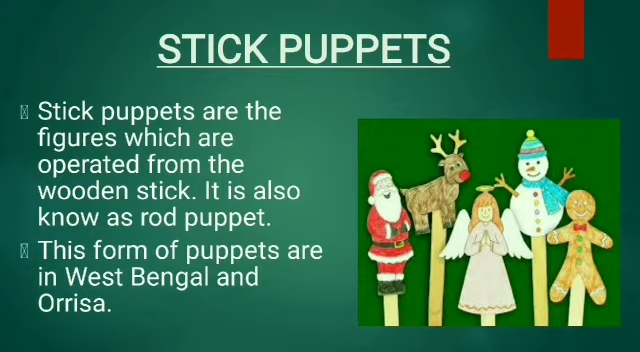 STICK PUPPETS
Stick puppets are the
figures which are
operated from the
wooden stick. It is also
know as rod puppet.
This form of puppets are
in West Bengal and
Orrisa.